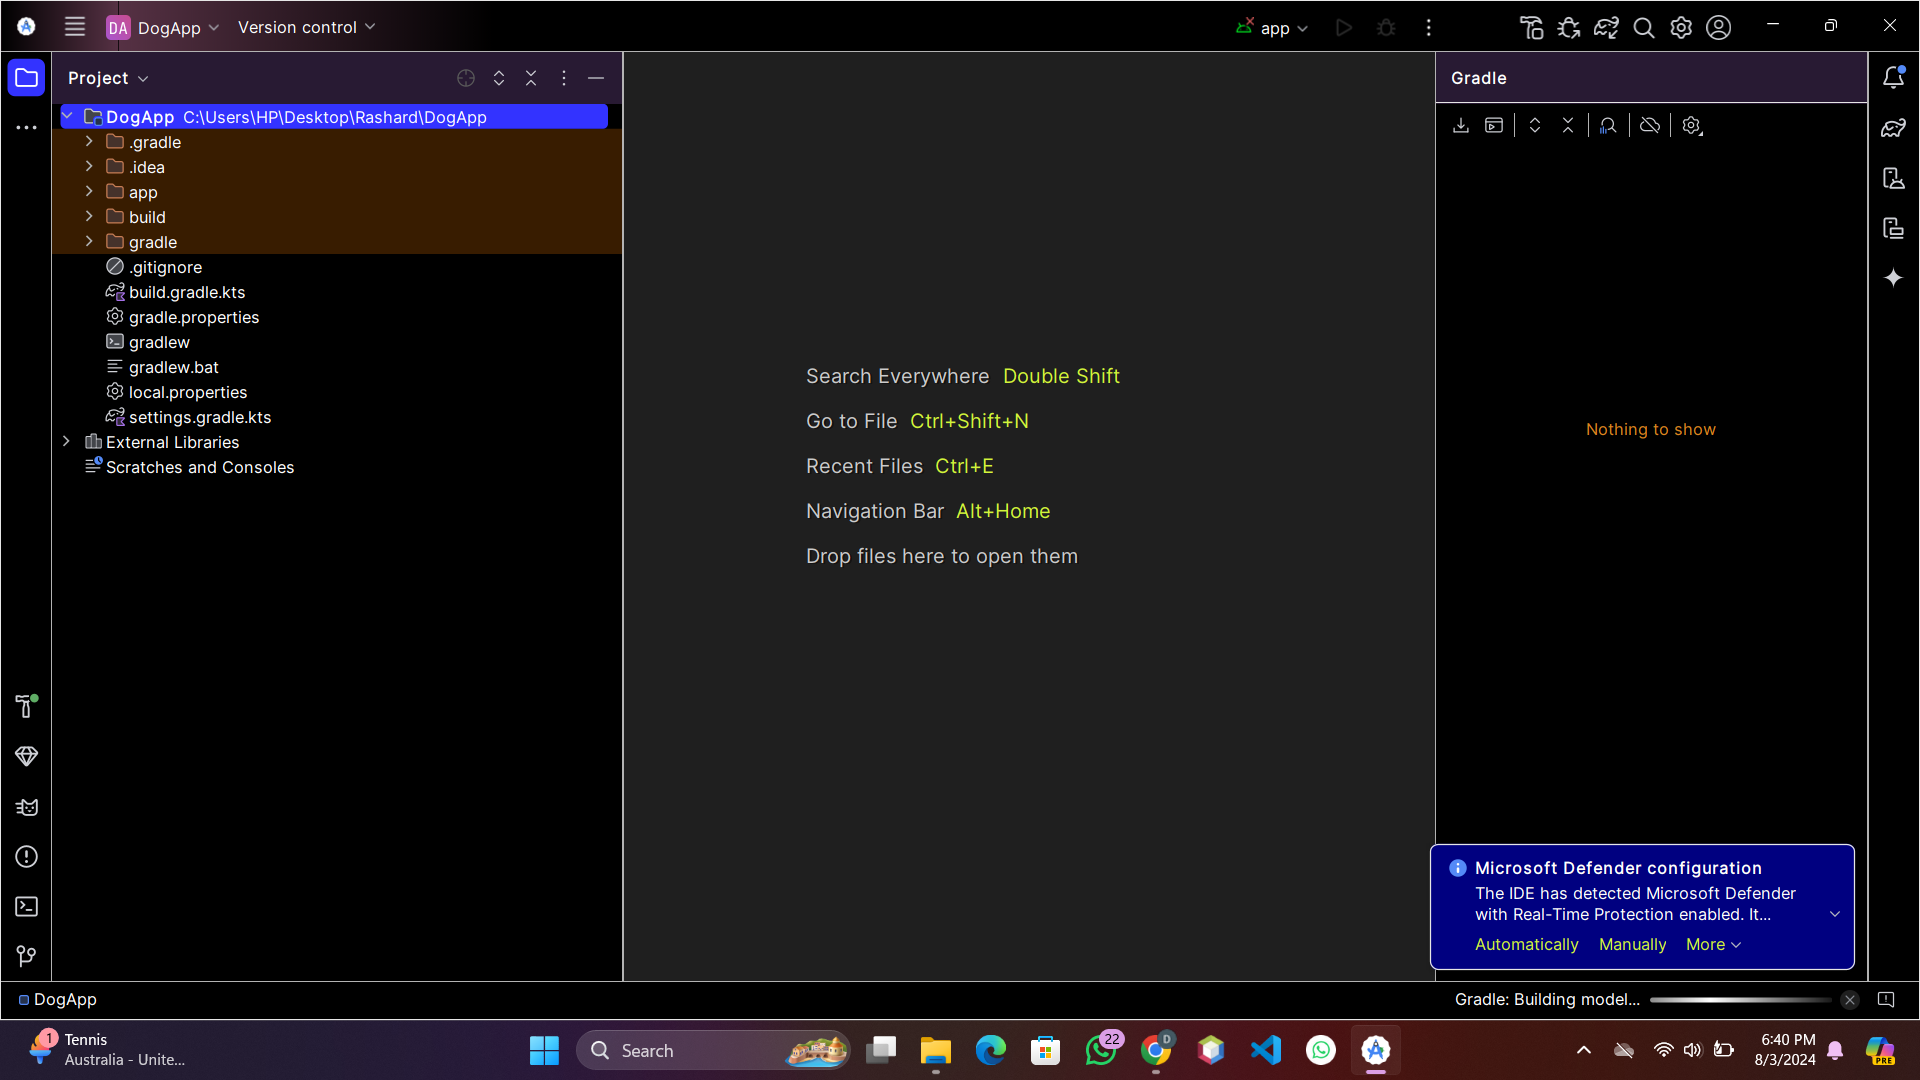 DA DogApp Version control
app
Project
DogApp C:\Users\HP\Desktop\Rashard\DogApp
.gradle
.idea
app
build
gradle
.gitignore
build.gradle.kts
gradle.properties
gradlew
gradlew.bat
local.properties
settings.gradle.kts
External Libraries
Scratches and Consoles
Search Everywhere Double Shift
Go to File Ctrl+Shift+N
Recent Files Ctrl+E
Navigation Bar Alt+Home
Drop files here to open them
Gradle
Nothing to show
Microsoft Defender configuration
The IDE has detected Microsoft Defender
with Real-Time Protection enabled. It...
Automatically Manually More
DogApp
Gradle: Building model...
1
Tennis
Australia - Unite...
Search
22
D
6:40 PM
8/3/2024
PRE